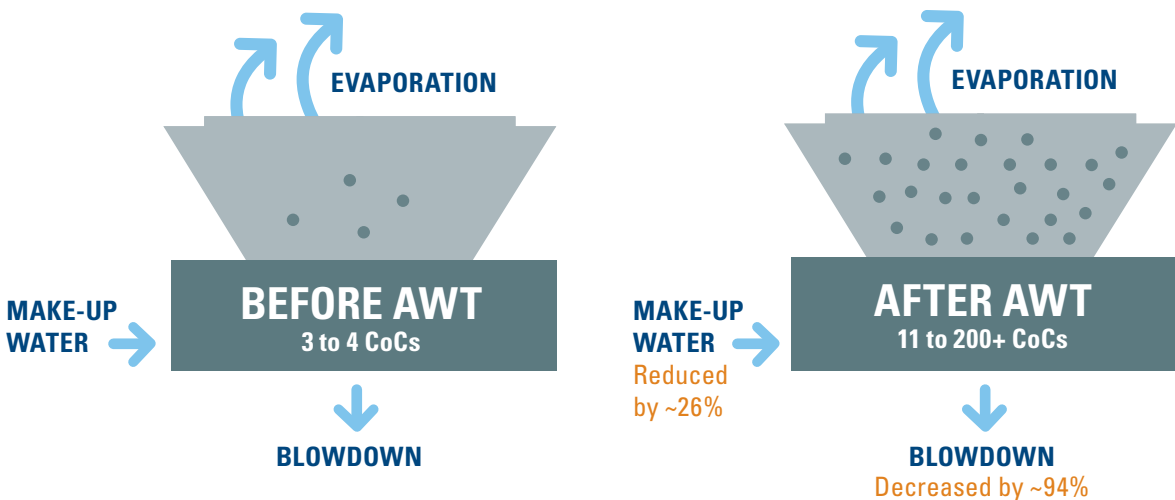 EVAPORATION
BEFORE AWT
3 to 4 CoCs
MAKE-UP
WATER
BLOWDOWN
EVAPORATION
AFTER AWT
11 to 200+ CoCs
MAKE-UP
WATER
Reduced
by ~26%
BLOWDOWN
Decreased by ~94%